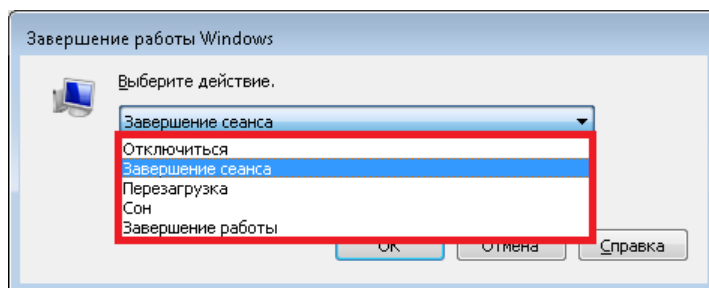 Завершение работы Windows
Выберите действие.
Завершение сеанса
Отключиться
Завершение сеанса
Перезагрузка
Сон
Завершение работы
ОК Отмена Справка